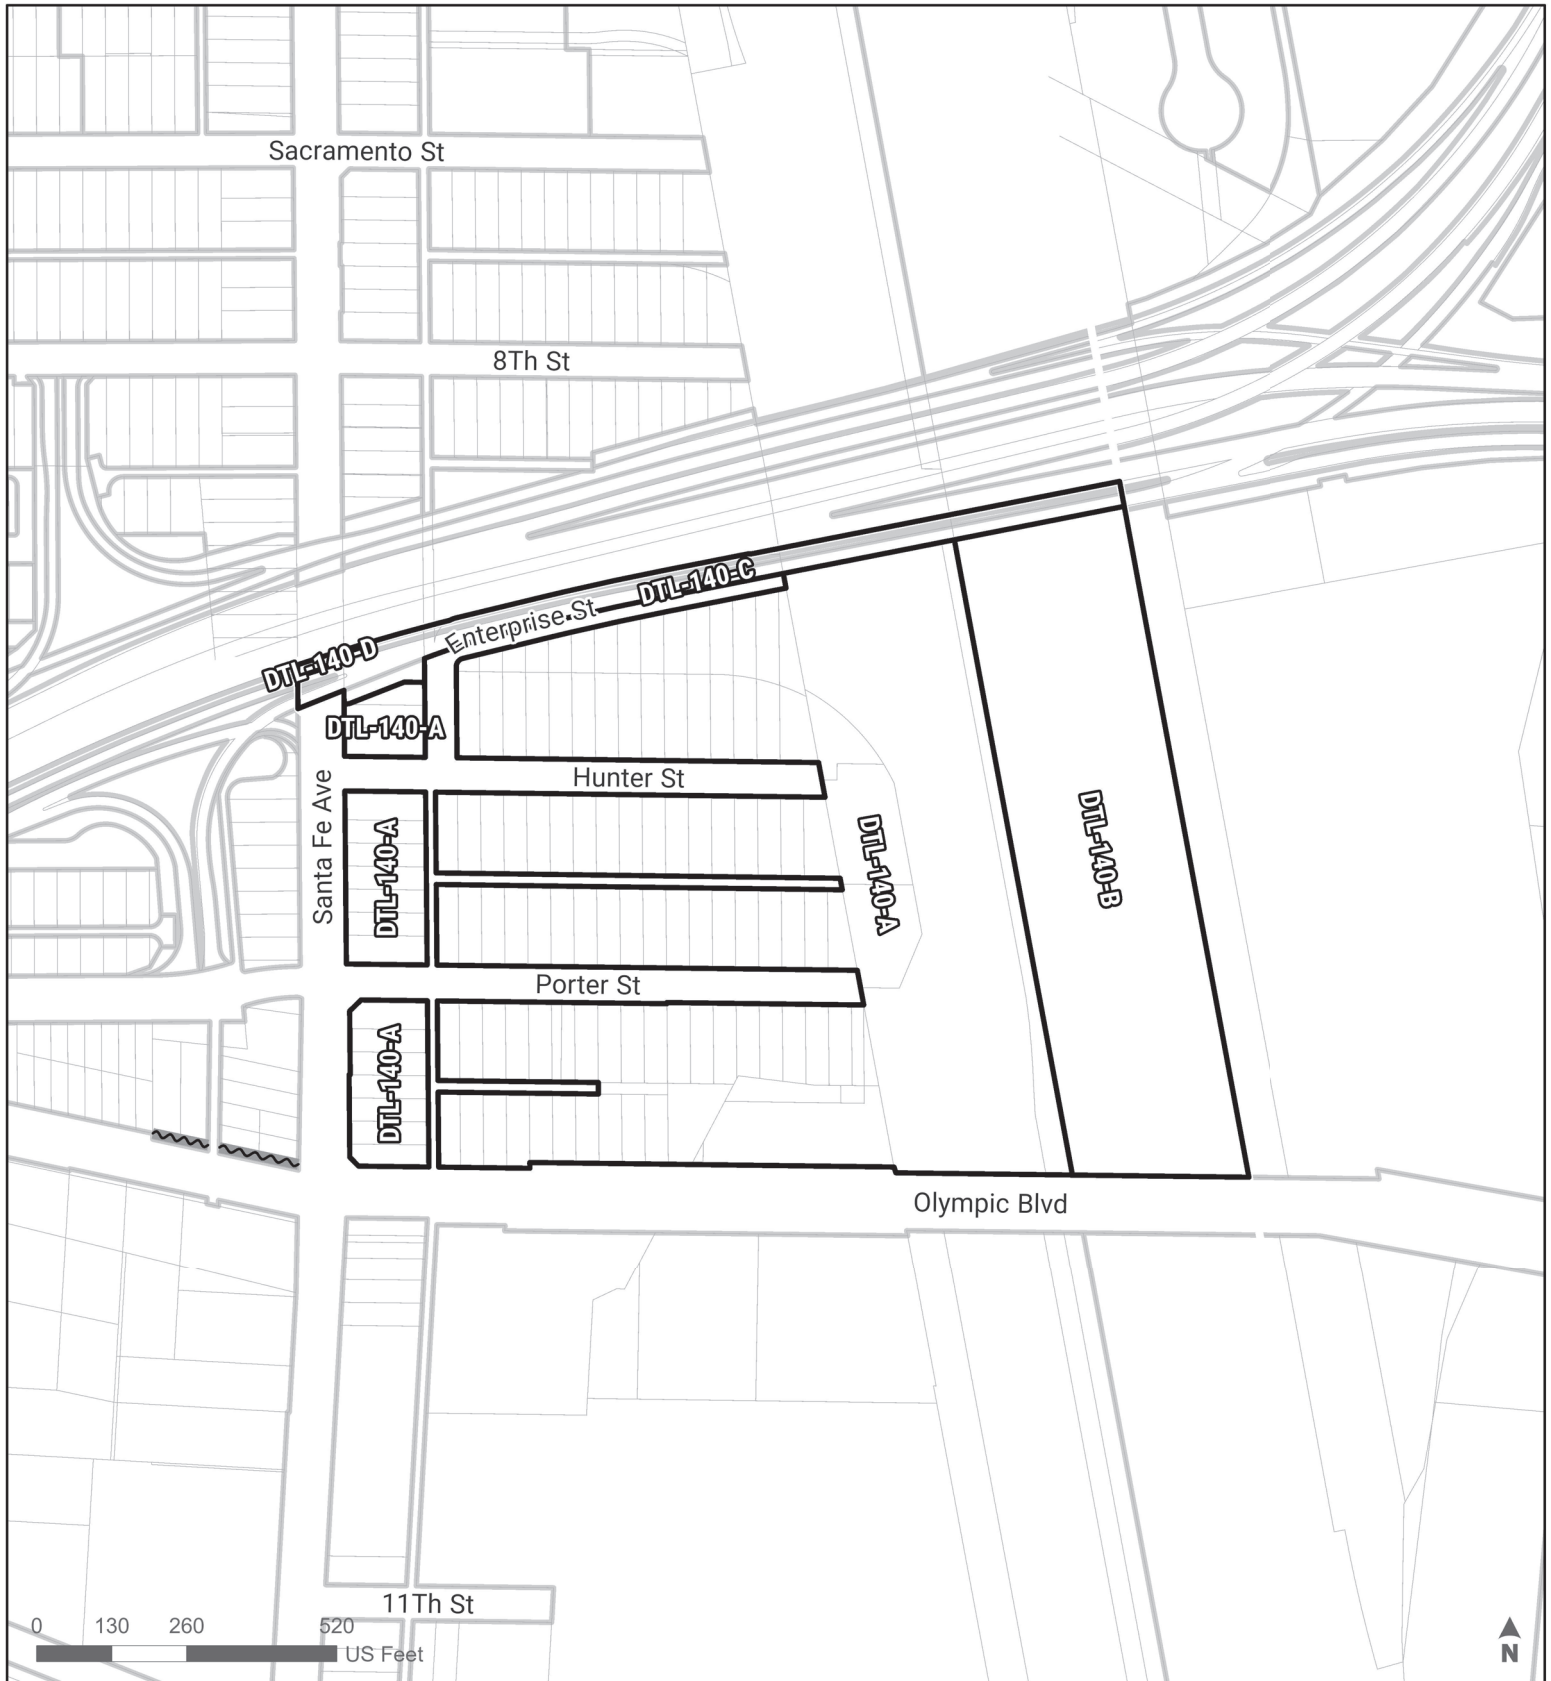 Sacramento St
8Th St
DTL-140-C
Enterprise St
DTL-140-D
DTL-140-A
Hunter St
Santa Fe Ave
DTL-140-A
DTL-140-A
DTL-140-B
Porter St
DTL-140-A
Olympic Blvd
11Th St
0 130 260 520
US Feet
N